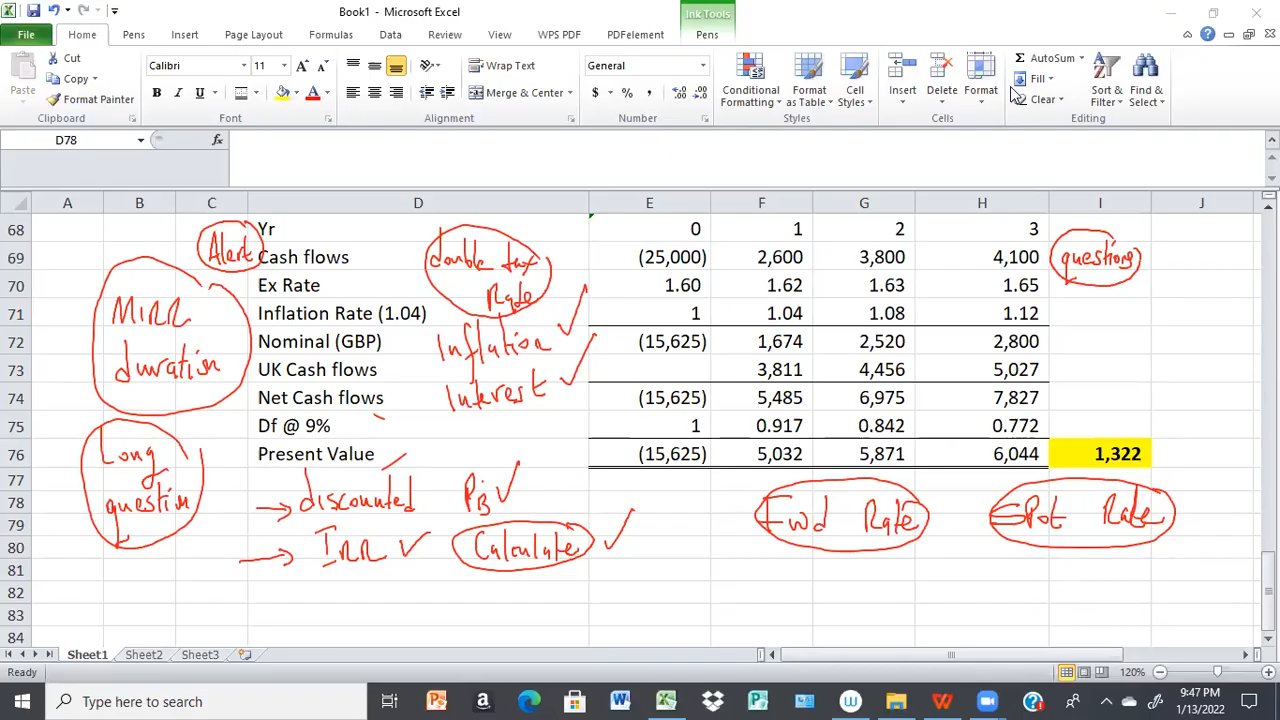 Book1 - Microsoft Excel
Ink Tools
File Home Pens Insert Page Layout Formulas Data Review View WPS PDF PDFelement Pens
Paste
Cut
Copy
Format Painter
Calibri 11
B I U
Wrap Text
Merge & Center
General
$ % ,
Conditional Formatting
Format as Table
Cell Styles
Insert Delete Format
AutoSum
Fill
Clear
Sort & Filter
Find & Select
Clipboard Font Alignment Number Styles Cells Editing
D78 fx
A B C D E F G H I J
68 Yr 0 1 2 3
69 Cash flows (25,000) 2,600 3,800 4,100
70 Ex Rate 1.60 1.62 1.63 1.65
71 Inflation Rate (1.04) 1 1.04 1.08 1.12
72 Nominal (GBP) (15,625) 1,674 2,520 2,800
73 UK Cash flows 3,811 4,456 5,027
74 Net Cash flows (15,625) 5,485 6,975 7,827
75 Df @ 9% 1 0.917 0.842 0.772
76 Present Value (15,625) 5,032 5,871 6,044 1,322
77
78
79
80
81
82
83
84
Alert
double tax
Rate
questions
MIRR
duration
Inflation
Interest
Long
question
discounted PB
IRR Calculate
Fwd Rate
Spot Rate
Sheet1 Sheet2 Sheet3
Ready 120%
Type here to search
9:47 PM
1/13/2022